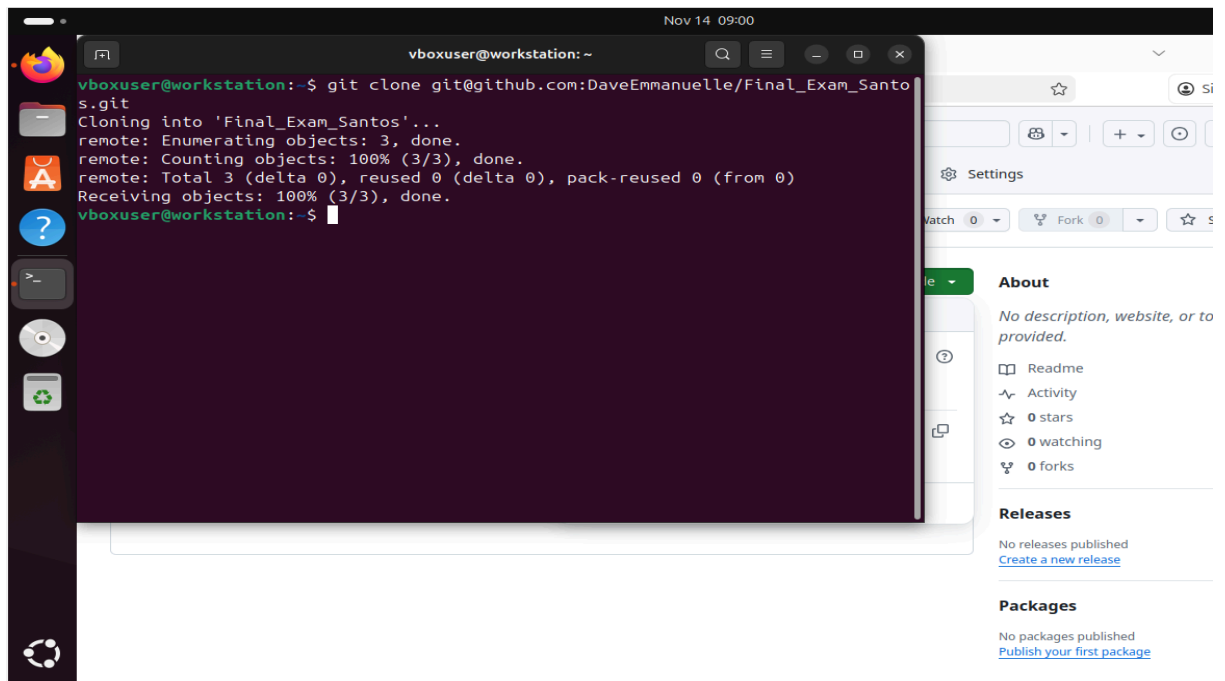 Nov 14 09:00
vboxuser@workstation: ~
vboxuser@workstation:~$ git clone git@github.com:DaveEmmanuelle/Final_Exam_Santo
s.git
Cloning into 'Final_Exam_Santos'...
remote: Enumerating objects: 3, done.
remote: Counting objects: 100% (3/3), done.
remote: Total 3 (delta 0), reused 0 (delta 0), pack-reused 0 (from 0)
Receiving objects: 100% (3/3), done.
vboxuser@workstation:~$
Settings
0
Fork 0
About
No description, website, or
provided.
Readme
Activity
0 stars
0 watching
0 forks
Releases
No releases published
Create a new release
Packages
No packages published
Publish your first package